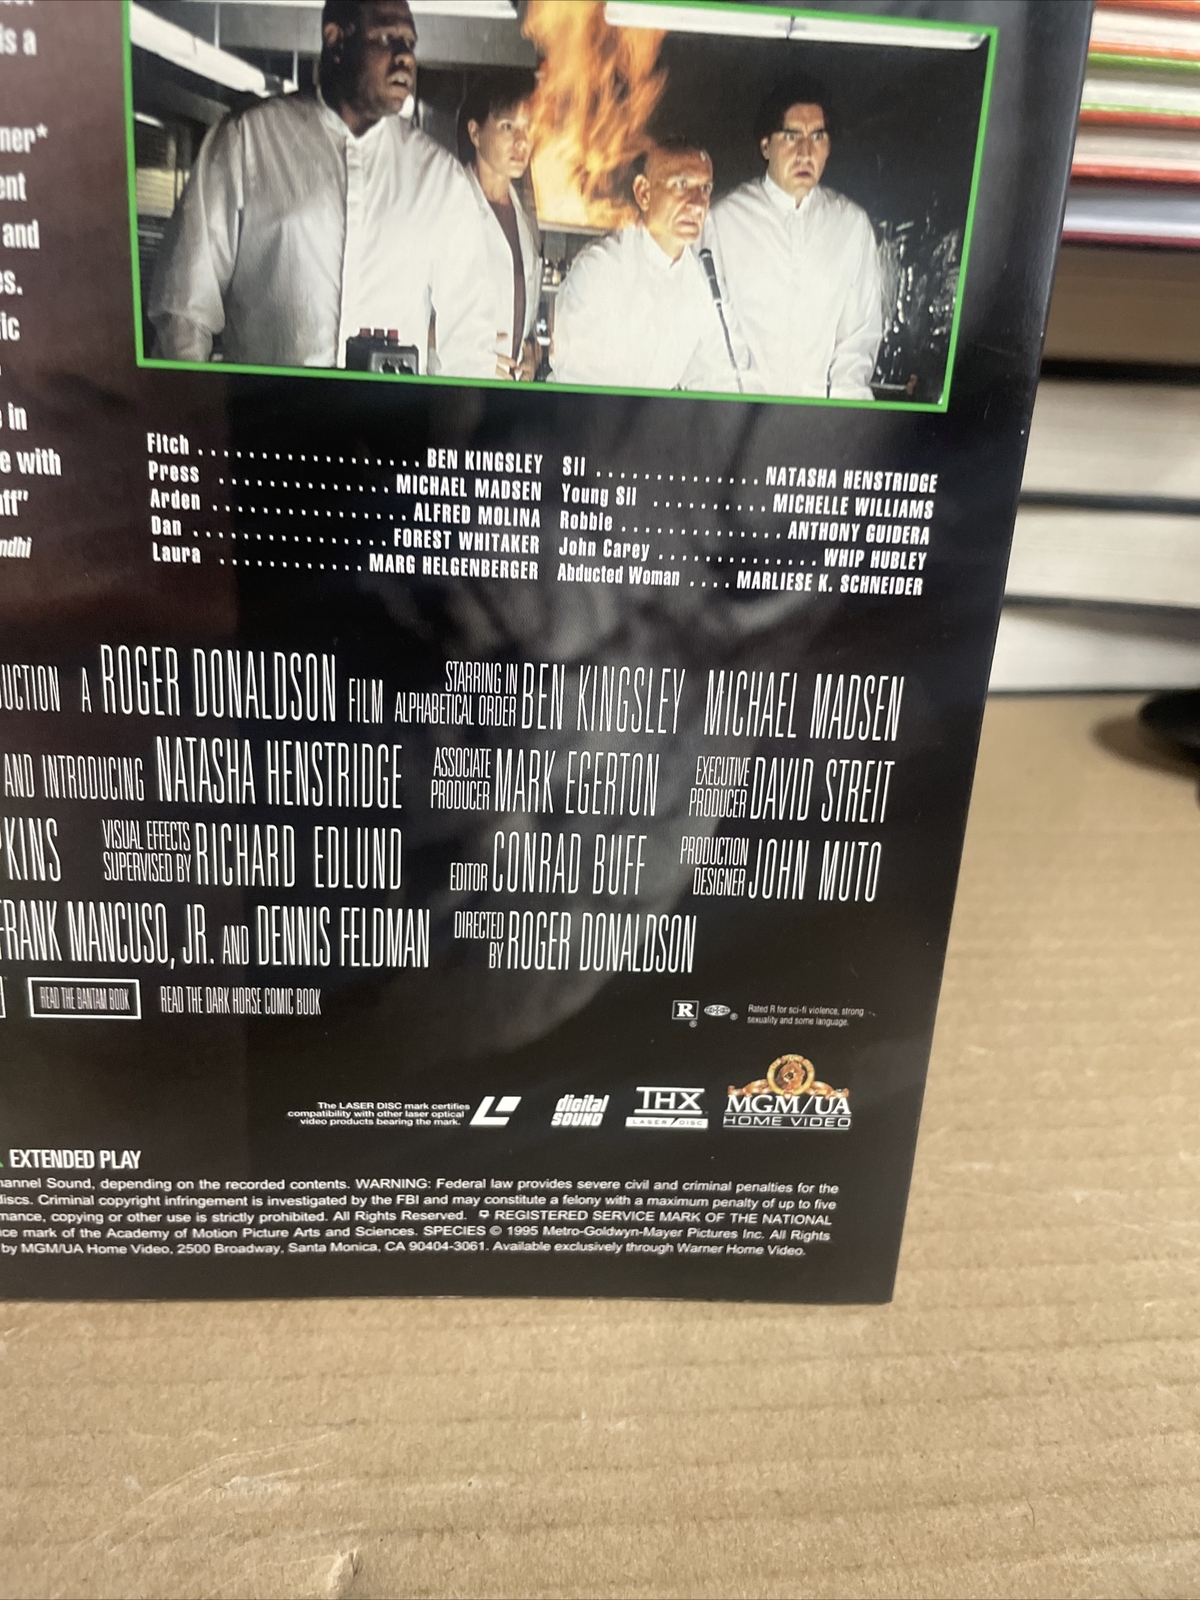 is a
ner*
ent
and
es.
ic
in
e with
aff"
ndhi
Fitch . . . . . . . . . . . . . . . . . . BEN KINGSLEY
Press . . . . . . . . . . . . . . MICHAEL MADSEN
Arden . . . . . . . . . . . . . . . . ALFRED MOLINA
Dan . . . . . . . . . . . . . . . . FOREST WHITAKER
Laura . . . . . . . . . . . . MARG HELGENBERGER
Sil . . . . . . . . . . . . . NATASHA HENSTRIDGE
Young Sil . . . . . . . . . . MICHELLE WILLIAMS
Robbie . . . . . . . . . . . . . ANTHONY GUIDERA
John Carey . . . . . . . . . . . . . WHIP HUBLEY
Abducted Woman . . . . MARLIESE K. SCHNEIDER
UCTION A ROGER DONALDSON FILM STARRING IN ALPHABETICAL ORDER BEN KINGSLEY MICHAEL MADSEN
AND INTRODUCING NATASHA HENSTRIDGE ASSOCIATE PRODUCER MARK EGERTON EXECUTIVE PRODUCER DAVID STREIT
PKINS VISUAL EFFECTS SUPERVISED BY RICHARD EDLUND EDITOR CONRAD BUFF PRODUCTION DESIGNER JOHN MUTO
FRANK MANCUSO, JR. AND DENNIS FELDMAN DIRECTED BY ROGER DONALDSON
READ THE BANTAM BOOK READ THE DARK HORSE COMIC BOOK
R ® ® Rated R for sci-fi violence, strong
sexuality and some language.
The LASER DISC mark certifies
compatibility with other laser optical
video products bearing the mark.
digital
SOUND
THX
LASER DISC
MGM/UA
HOME VIDEO
EXTENDED PLAY
hannel Sound, depending on the recorded contents. WARNING: Federal law provides severe civil and criminal penalties for the
discs. Criminal copyright infringement is investigated by the FBI and may constitute a felony with a maximum penalty of up to five
mance, copying or other use is strictly prohibited. All Rights Reserved. REGISTERED SERVICE MARK OF THE NATIONAL
ce mark of the Academy of Motion Picture Arts and Sciences. SPECIES © 1995 Metro-Goldwyn-Mayer Pictures Inc. All Rights
by MGM/UA Home Video, 2500 Broadway, Santa Monica, CA 90404-3061. Available exclusively through Warner Home Video.